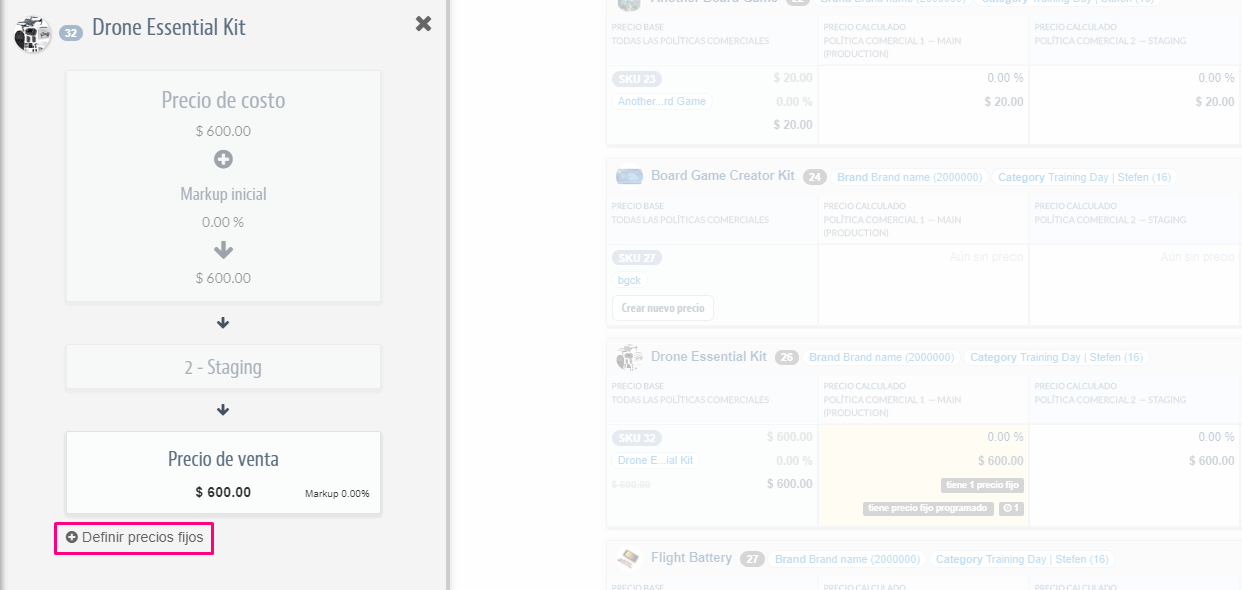 32 Drone Essential Kit
Precio de costo
$ 600.00
Markup inicial
0.00 %
$ 600.00
2 - Staging
Precio de venta
$ 600.00 Markup 0.00%
Definir precios fijos
Another Board Game 22 Brand Brand name (2000000) Category Training Day | Stefen (16)
PRECIO BASE PRECIO CALCULADO PRECIO CALCULADO
TODAS LAS POLÍTICAS COMERCIALES POLÍTICA COMERCIAL 1 — MAIN POLÍTICA COMERCIAL 2 — STAGING
(PRODUCTION)
SKU 23 $ 20.00 0.00 % 0.00 %
Another...rd Game 0.00 % $ 20.00 $ 20.00
$ 20.00
Board Game Creator Kit 24 Brand Brand name (2000000) Category Training Day | Stefen (16)
PRECIO BASE PRECIO CALCULADO PRECIO CALCULADO
TODAS LAS POLÍTICAS COMERCIALES POLÍTICA COMERCIAL 1 — MAIN POLÍTICA COMERCIAL 2 — STAGING
(PRODUCTION)
SKU 27 Aún sin precio Aún sin precio
bgck
Crear nuevo precio
Drone Essential Kit 26 Brand Brand name (2000000) Category Training Day | Stefen (16)
PRECIO BASE PRECIO CALCULADO PRECIO CALCULADO
TODAS LAS POLÍTICAS COMERCIALES POLÍTICA COMERCIAL 1 — MAIN POLÍTICA COMERCIAL 2 — STAGING
(PRODUCTION)
SKU 32 $ 600.00 0.00 % 0.00 %
Drone E...ial Kit 0.00 % $ 600.00 $ 600.00
$ 600.00 $ 600.00 tiene 1 precio fijo
tiene precio fijo programado 1
Flight Battery 27 Brand Brand name (2000000) Category Training Day | Stefen (16)
PRECIO BASE PRECIO CALCULADO PRECIO CALCULADO